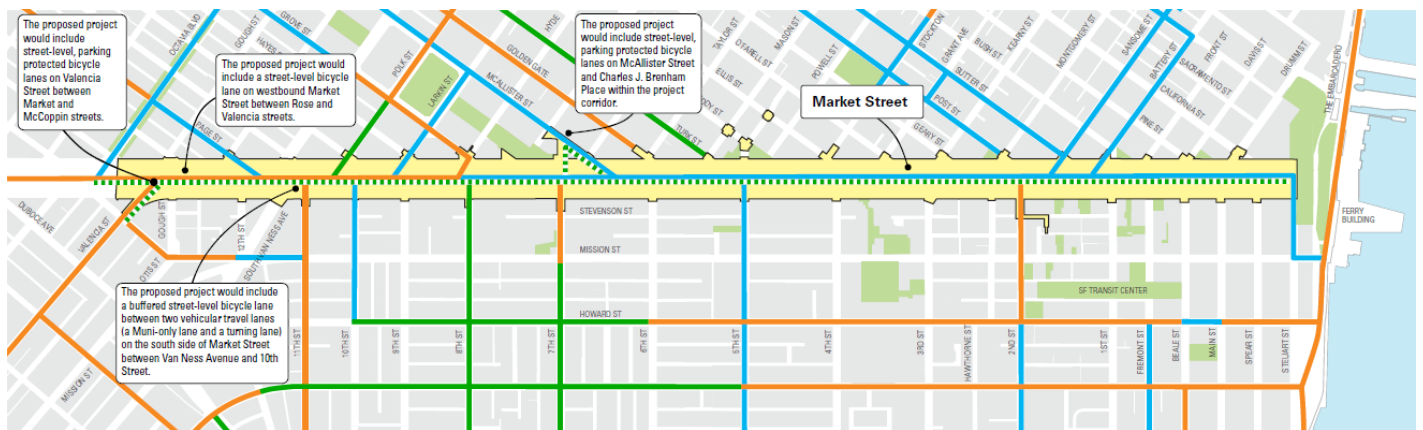 The proposed project
would include
street-level, parking
protected bicycle
lanes on Valencia
Street between
Market and
McCoppin streets.
The proposed project would
include a street-level bicycle
lane on westbound Market
Street between Rose and
Valencia streets.
The proposed project
would include street-level,
parking protected bicycle
lanes on McAllister Street
and Charles J. Brenham
Place within the project
corridor.
Market Street
The proposed project would include
a buffered street-level bicycle lane
between two vehicular travel lanes
(a Muni-only lane and a turning lane)
on the south side of Market Street
between Van Ness Avenue and 10th
Street.
OCTAVIA BLVD
GOUGH ST
HAYES ST
GROVE ST
PAGE ST
POLK ST
LARKIN ST
MCALLISTER ST
GOLDEN GATE
HYDE
TURK ST
ELLIS ST
O'FARELL ST
TAYLOR ST
MASON ST
POWELL ST
STOCKTON ST
GRANT AVE
BUSH ST
KEARNY ST
SUTTER ST
POST ST
GEARY ST
MONTGOMERY ST
SANSOME ST
BATTERY ST
SACRAMENTO ST
FRONT ST
DAVIS ST
DRUMM ST
CALIFORNIA ST
PINE ST
THE EMBARCADERO
FERRY
BUILDING
DUBOCE AVE
VALENCIA ST
GOUGH ST
OTIS ST
12TH ST
SOUTH VAN NESS AVE
MISSION ST
STEVENSON ST
MISSION ST
HOWARD ST
SF TRANSIT CENTER
11TH ST
10TH ST
9TH ST
8TH ST
7TH ST
6TH ST
5TH ST
4TH ST
3RD ST
HAWTHORNE ST
2ND ST
1ST ST
FREMONT ST
BEALE ST
MAIN ST
SPEAR ST
STEUART ST